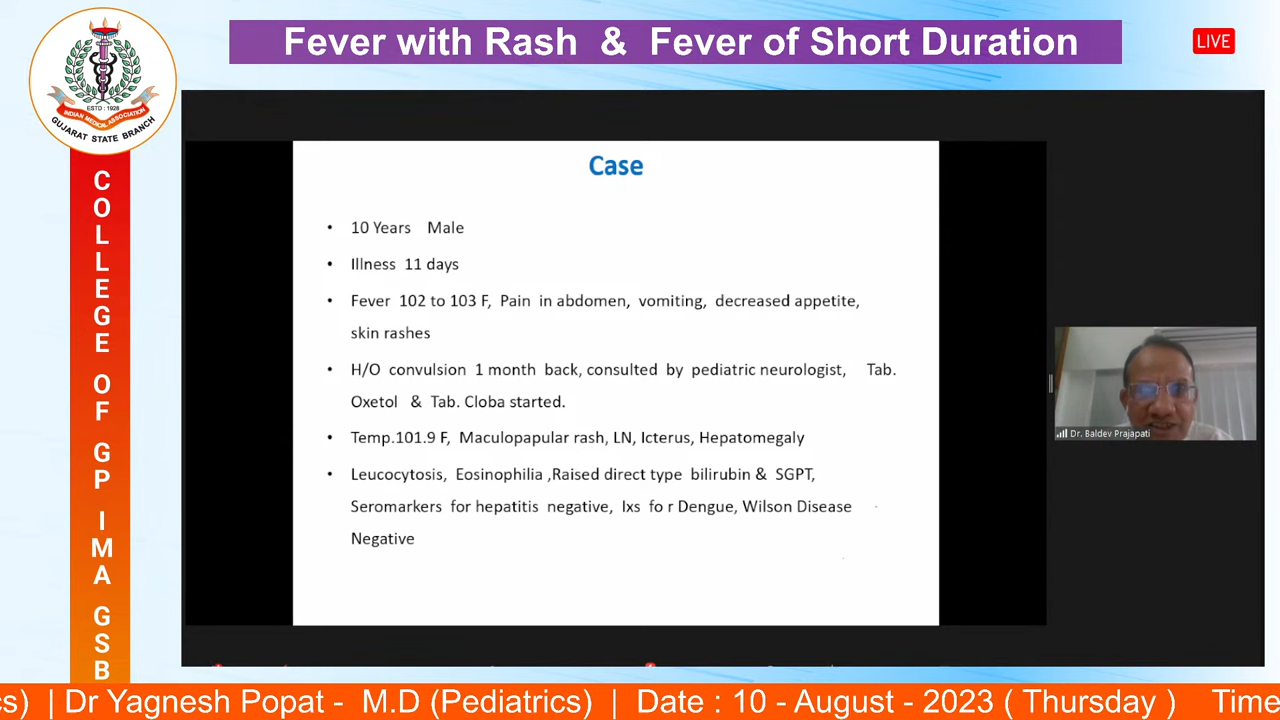 Fever with Rash & Fever of Short Duration
LIVE
ESTD : 1928
INDIAN MEDICAL ASSOCIATION
GUJARAT STATE BRANCH
COLLEGE OF GP IMA GSB
Case
• 10 Years Male
• Illness 11 days
• Fever 102 to 103 F, Pain in abdomen, vomiting, decreased appetite,
skin rashes
• H/O convulsion 1 month back, consulted by pediatric neurologist, Tab.
Oxetol & Tab. Cloba started.
• Temp.101.9 F, Maculopapular rash, LN, Icterus, Hepatomegaly
• Leucocytosis, Eosinophilia ,Raised direct type bilirubin & SGPT,
Seromarkers for hepatitis negative, Ixs fo r Dengue, Wilson Disease
Negative
Dr. Baldev Prajapati
cs) | Dr Yagnesh Popat - M.D (Pediatrics) | Date : 10 - August - 2023 ( Thursday ) Time